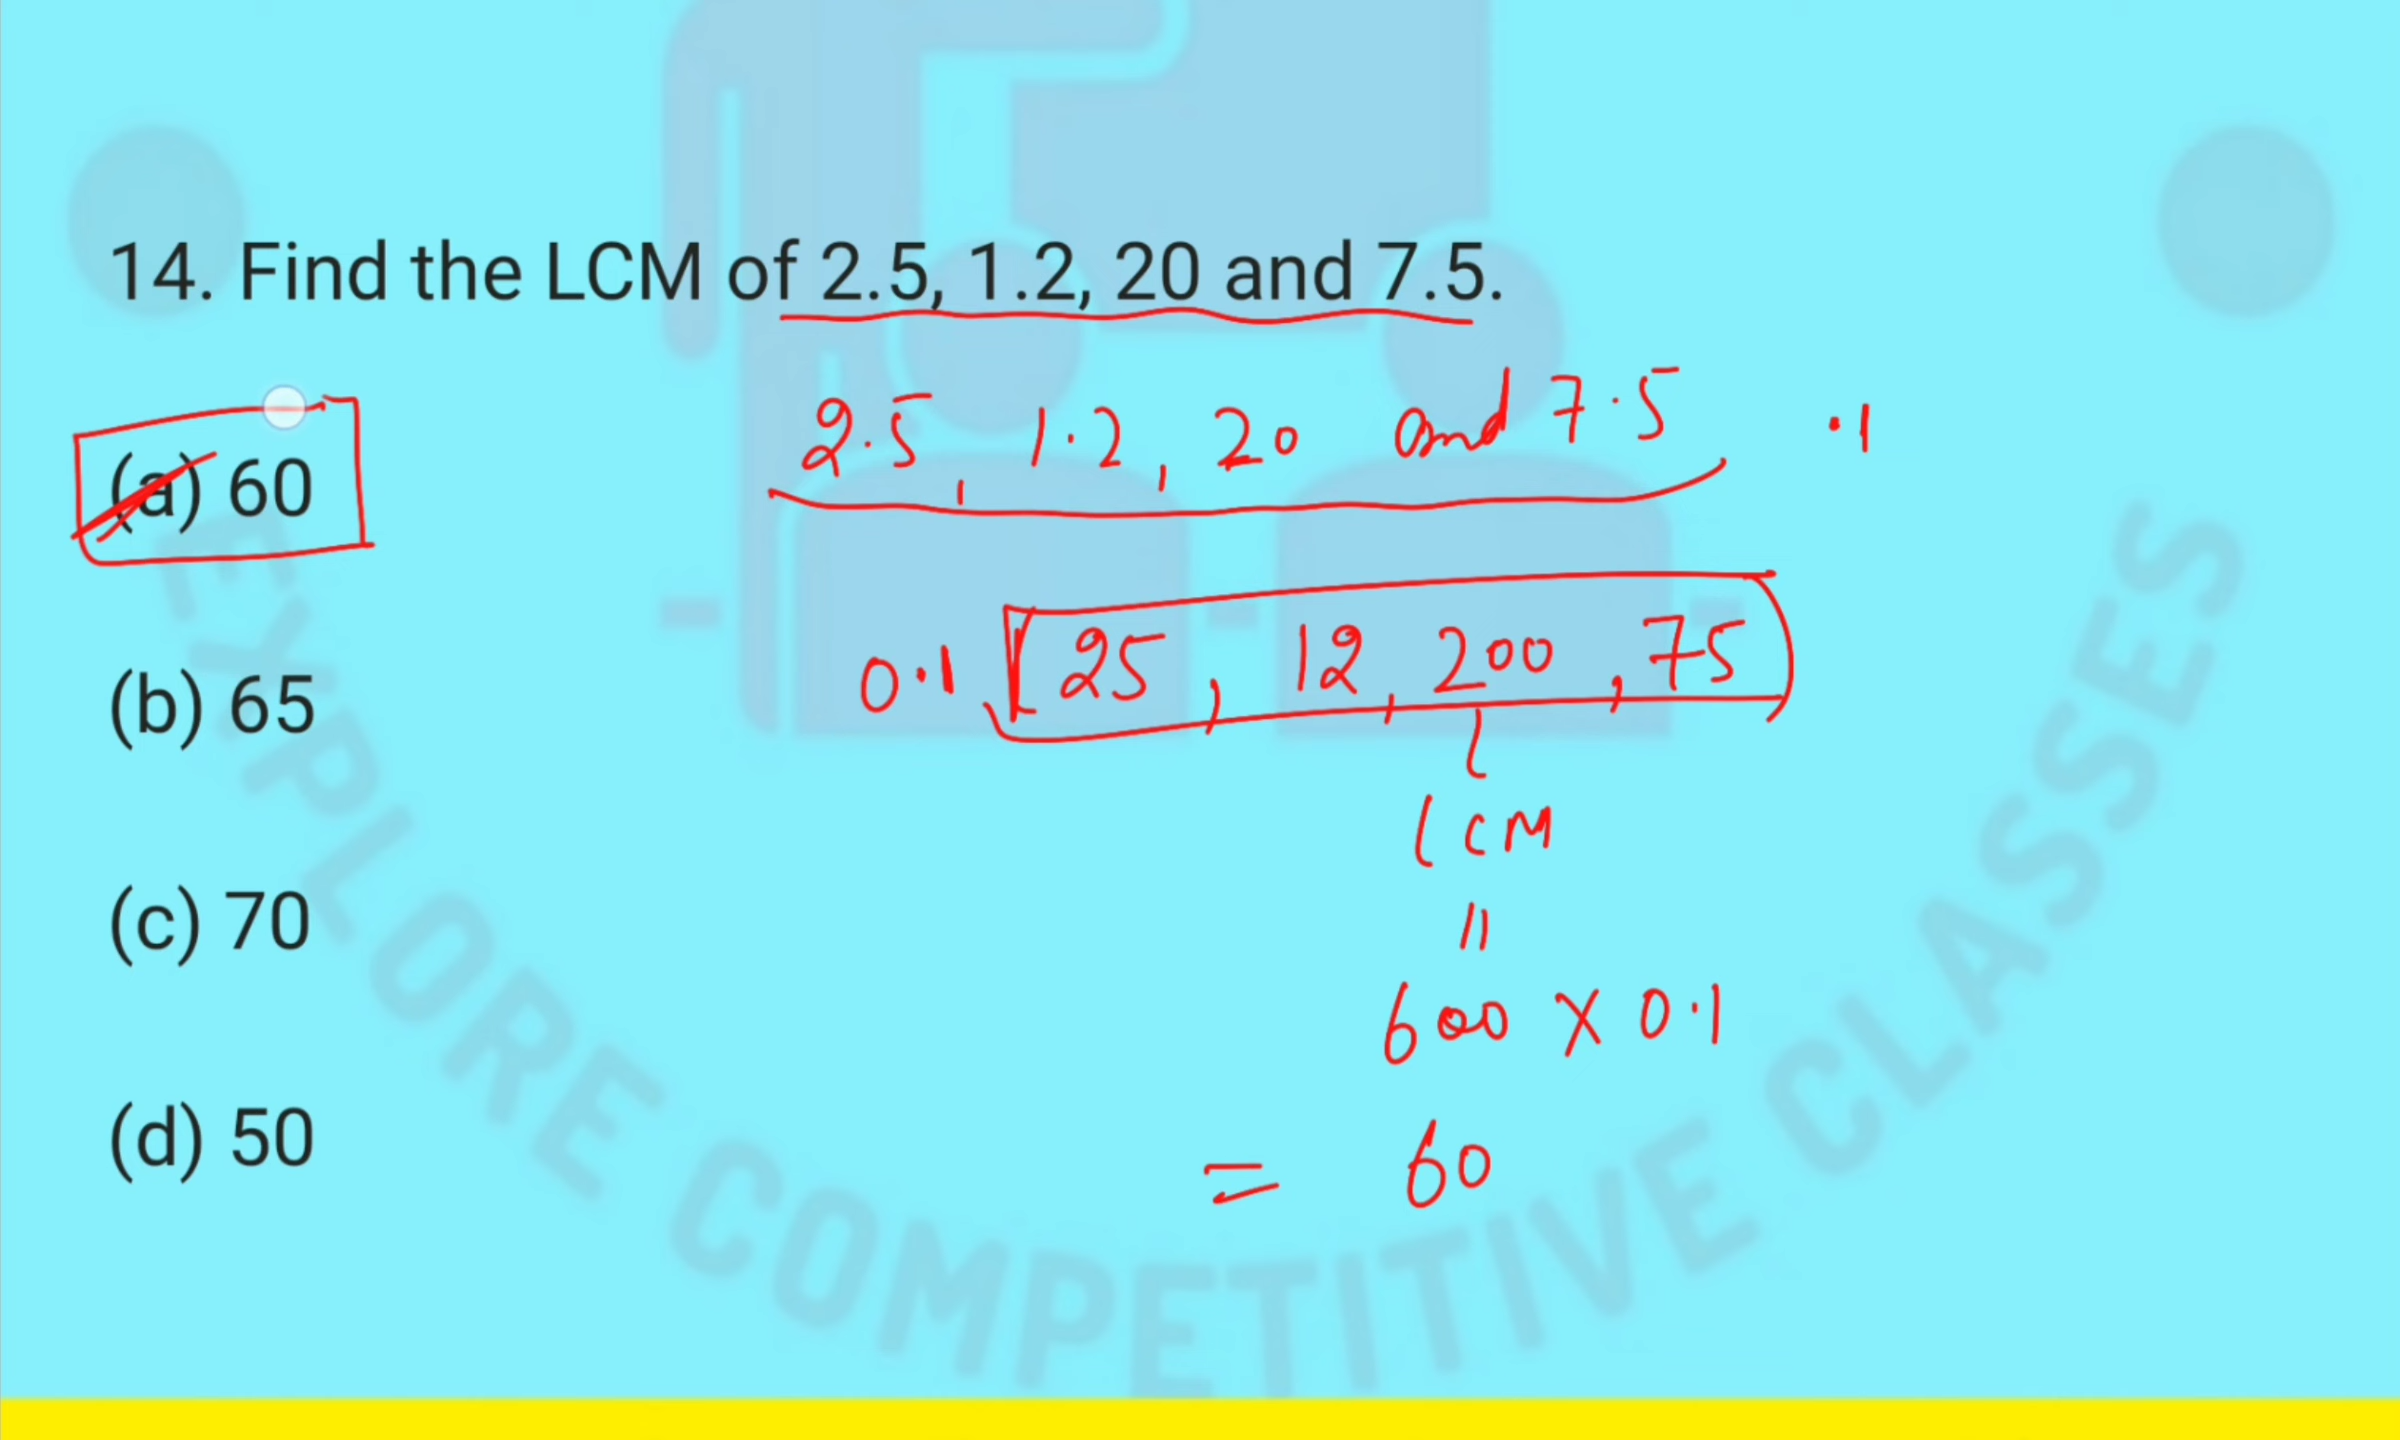 14. Find the LCM of 2.5, 1.2, 20 and 7.5.
2.5, 1.2, 20 and 7.5 .1
(a) 60
0.1 [25, 12, 200, 75)
(b) 65
LCM
(c) 70
=
600 X 0.1
(d) 50
= 60
EXPLORE COMPETITIVE CLASSES